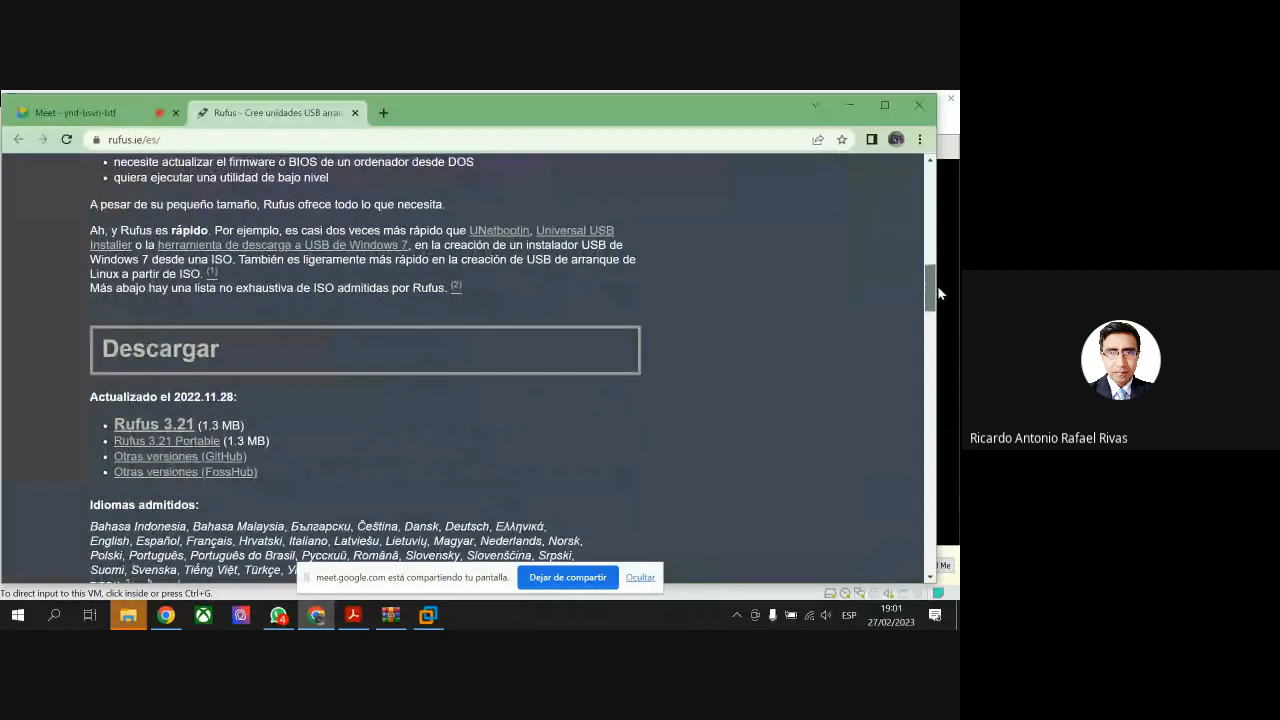 Meet – ynd-bsvn-btf
Rufus - Cree unidades USB arran
rufus.ie/es/
necesite actualizar el firmware o BIOS de un ordenador desde DOS
quiera ejecutar una utilidad de bajo nivel
A pesar de su pequeño tamaño, Rufus ofrece todo lo que necesita.
Ah, y Rufus es rápido. Por ejemplo, es casi dos veces más rápido que UNetbootin, Universal USB
Installer o la herramienta de descarga a USB de Windows 7, en la creación de un instalador USB de
Windows 7 desde una ISO. También es ligeramente más rápido en la creación de USB de arranque de
Linux a partir de ISO. (1)
Más abajo hay una lista no exhaustiva de ISO admitidas por Rufus. (2)
Descargar
Actualizado el 2022.11.28:
Rufus 3.21 (1.3 MB)
Rufus 3.21 Portable (1.3 MB)
Otras versiones (GitHub)
Otras versiones (FossHub)
Idiomas admitidos:
Bahasa Indonesia, Bahasa Malaysia, Български, Čeština, Dansk, Deutsch, Ελληνικά,
English, Español, Français, Hrvatski, Italiano, Latviešu, Lietuvių, Magyar, Nederlands, Norsk,
Polski, Português, Português do Brasil, Русский, Română, Slovensky, Slovenščina, Srpski,
Suomi, Svenska, Tiếng Việt, Türkçe,
meet.google.com está compartiendo tu pantalla.
Dejar de compartir
Ocultar
Me
To direct input to this VM, click inside or press Ctrl+G.
4
ESP
19:01
27/02/2023
Ricardo Antonio Rafael Rivas